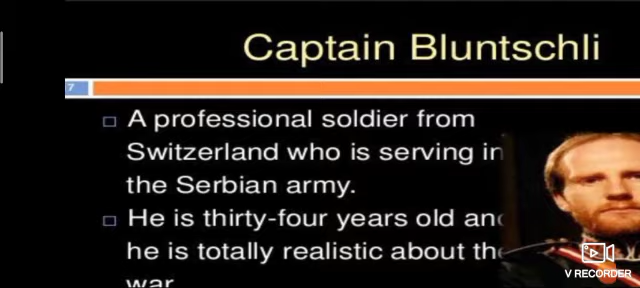 Captain Bluntschli
7
A professional soldier from
Switzerland who is serving in
the Serbian army.
He is thirty-four years old and
he is totally realistic about the
war
V RECORDER